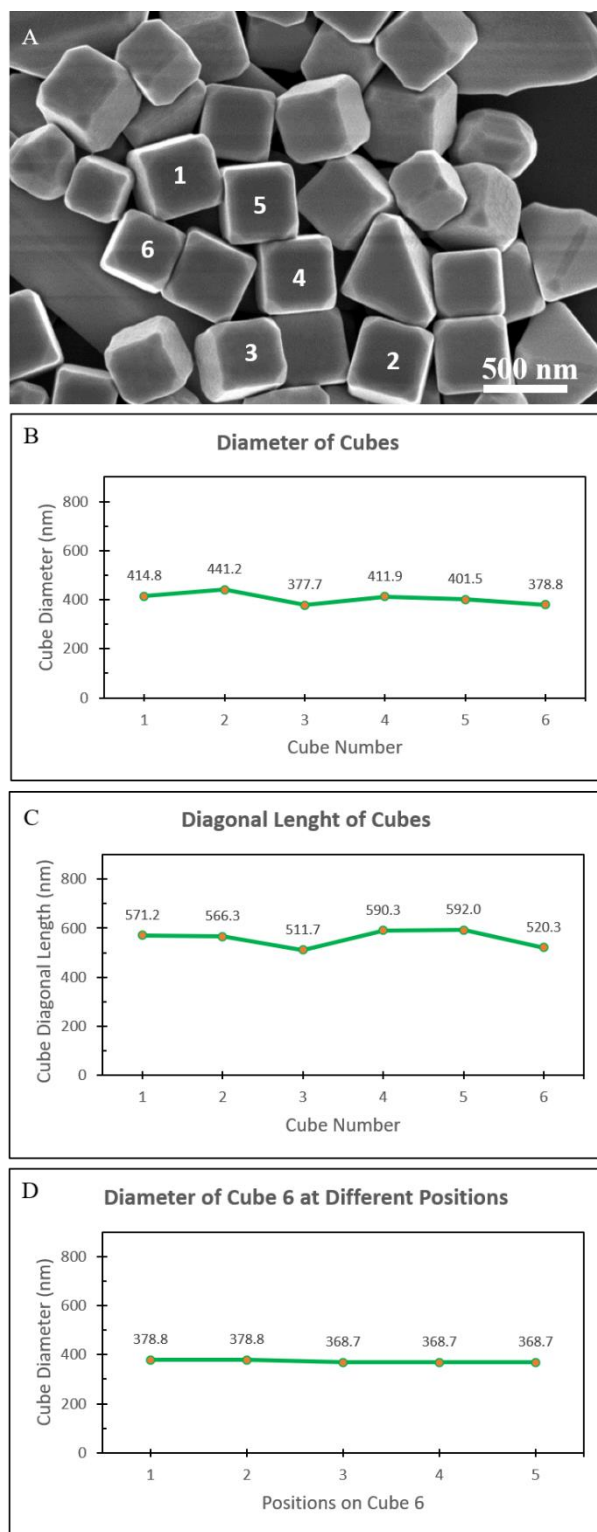 A
1
5
6
4
3
2
500 nm
B
Diameter of Cubes
Cube Diameter (nm)
800
600
400
200
0
414.8
441.2
377.7
411.9
401.5
378.8
1 2 3 4 5 6
Cube Number
C
Diagonal Lenght of Cubes
Cube Diagonal Length (nm)
800
600
400
200
0
571.2
566.3
511.7
590.3
592.0
520.3
1 2 3 4 5 6
Cube Number
D
Diameter of Cube 6 at Different Positions
Cube Diameter (nm)
800
600
400
200
0
378.8 378.8 368.7 368.7 368.7
1 2 3 4 5
Positions on Cube 6